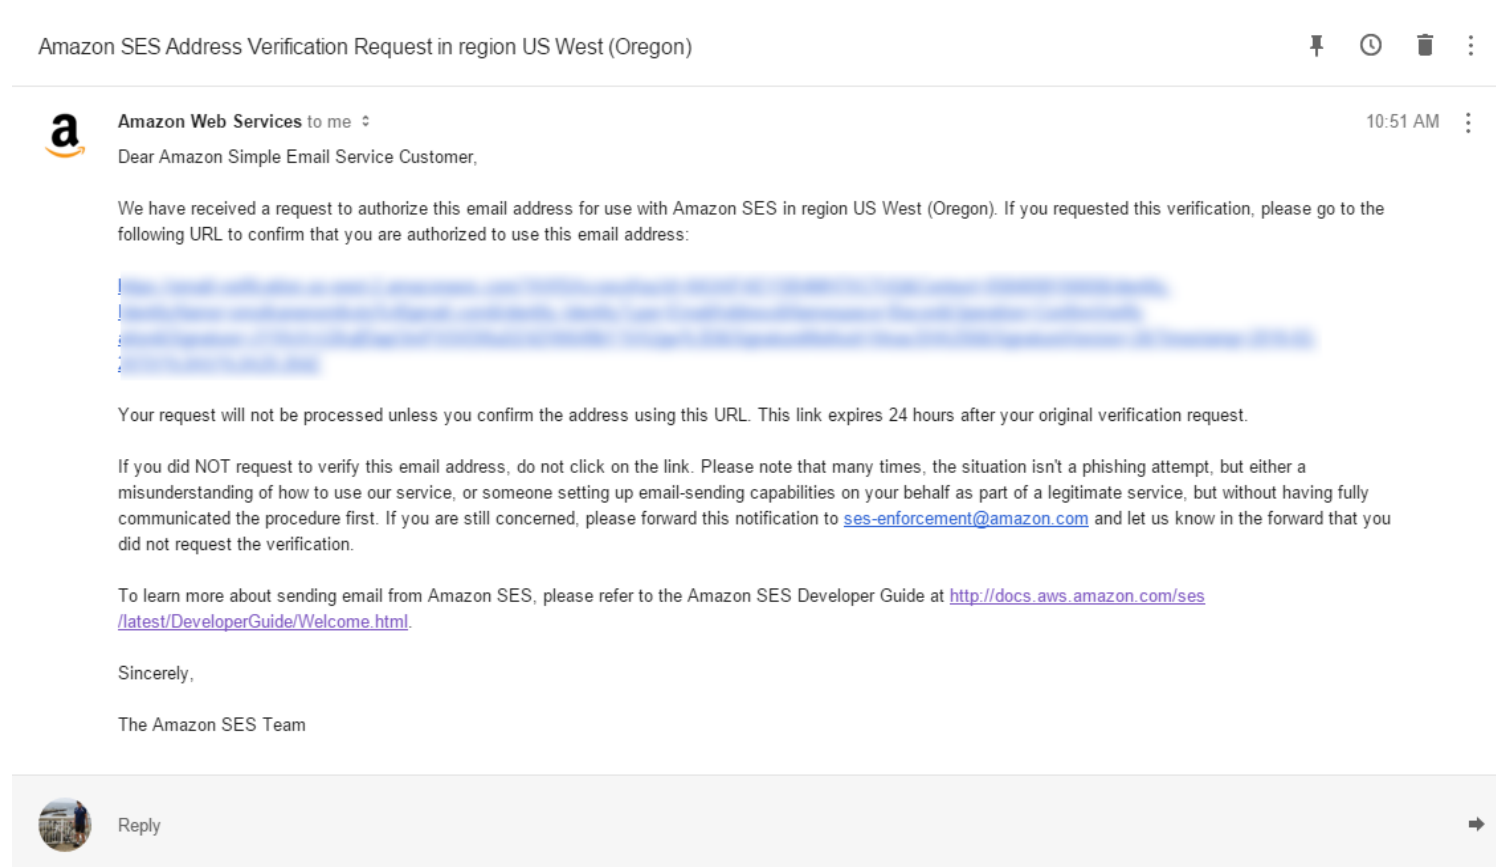 Amazon SES Address Verification Request in region US West (Oregon)
Amazon Web Services to me
10:51 AM
Dear Amazon Simple Email Service Customer,
We have received a request to authorize this email address for use with Amazon SES in region US West (Oregon). If you requested this verification, please go to the
following URL to confirm that you are authorized to use this email address:
Your request will not be processed unless you confirm the address using this URL. This link expires 24 hours after your original verification request.
If you did NOT request to verify this email address, do not click on the link. Please note that many times, the situation isn't a phishing attempt, but either a
misunderstanding of how to use our service, or someone setting up email-sending capabilities on your behalf as part of a legitimate service, but without having fully
communicated the procedure first. If you are still concerned, please forward this notification to ses-enforcement@amazon.com and let us know in the forward that you
did not request the verification.
To learn more about sending email from Amazon SES, please refer to the Amazon SES Developer Guide at http://docs.aws.amazon.com/ses
/latest/DeveloperGuide/Welcome.html.
Sincerely,
The Amazon SES Team
Reply